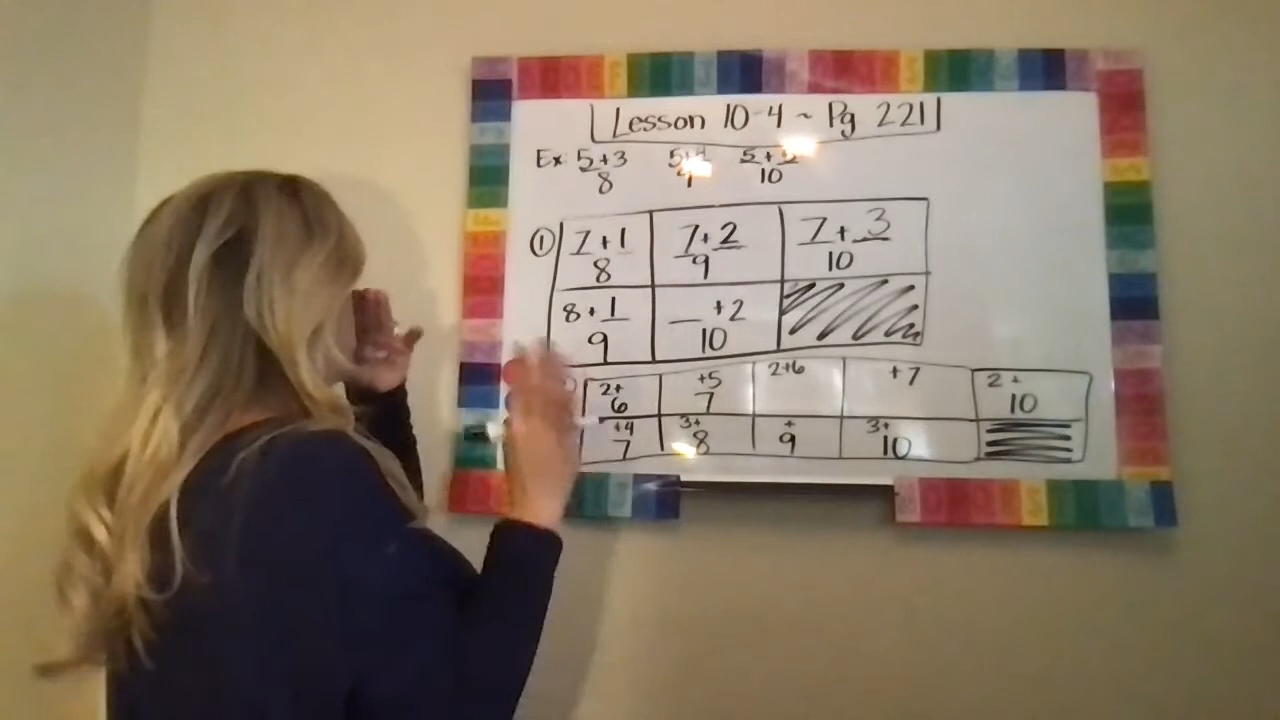 Lesson 10-4 ~ Pg 221
Ex: 5+3 5+ 5+
8 10
① 7+1 7+2 7+3
8 9 10
8+1 __+2
9 10
2+ +5 2+6 +7 2+
6 7 10
+4 3+ + 3+
7 8 9 10